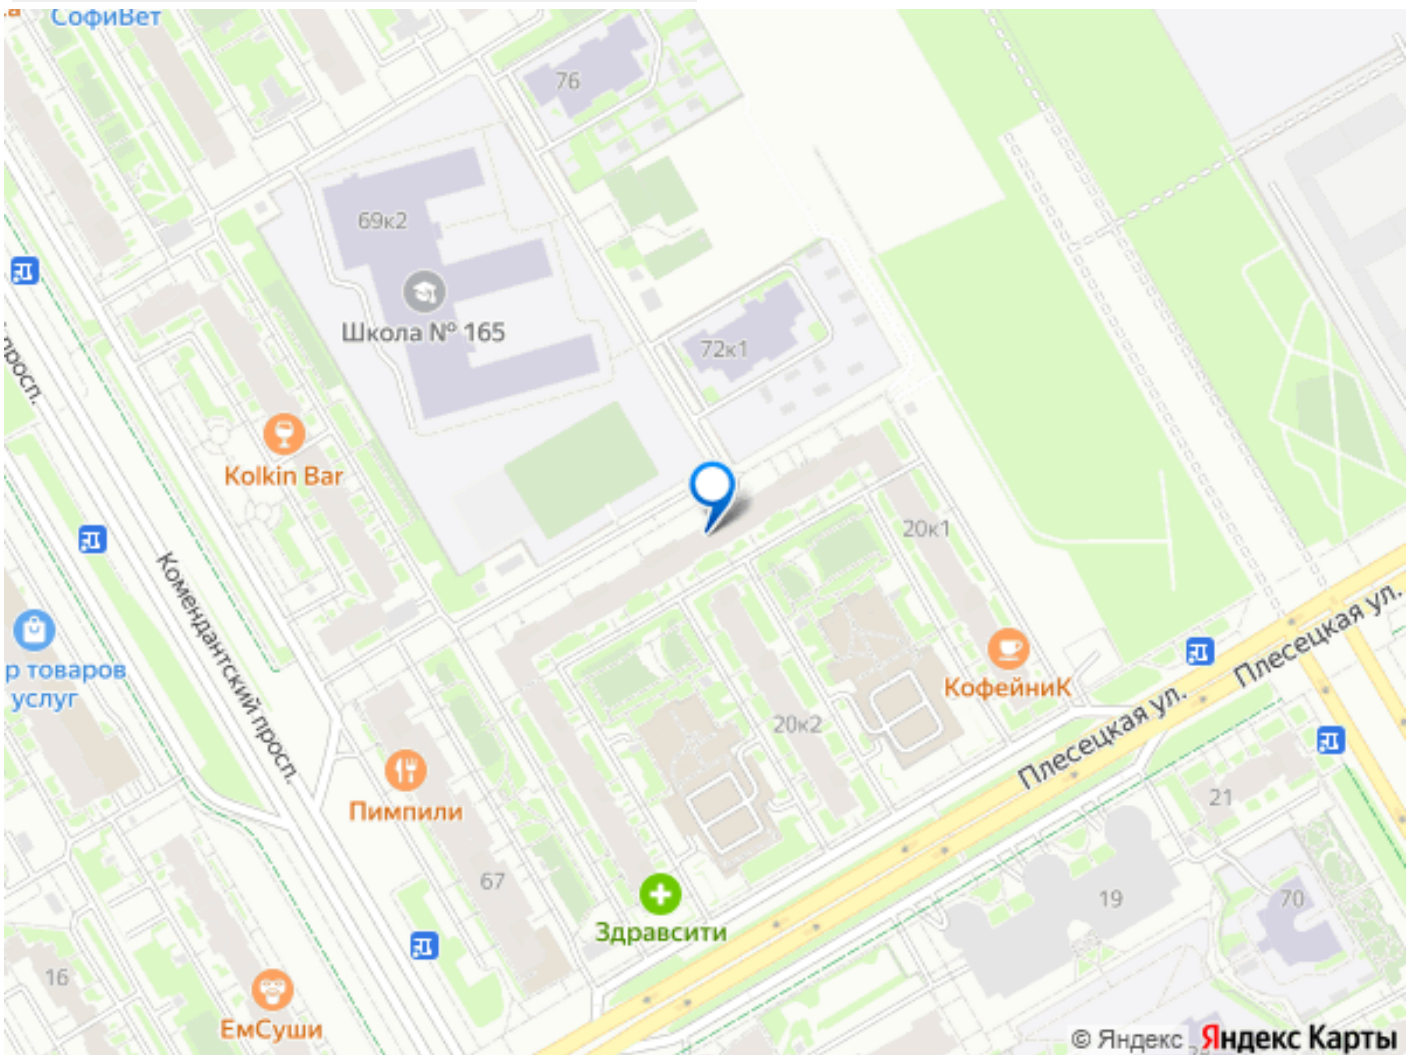 СофиВет
76
69к2
Школа № 165
72к1
просп.
Kolkin Bar
20к1
Комендантский просп.
р товаров
услуг
КофейниК
Плесецкая ул.
Плесецкая ул.
20к2
Пимпили
21
67
19
70
Здравсити
16
ЕмСуши
© Яндекс Яндекс Карты